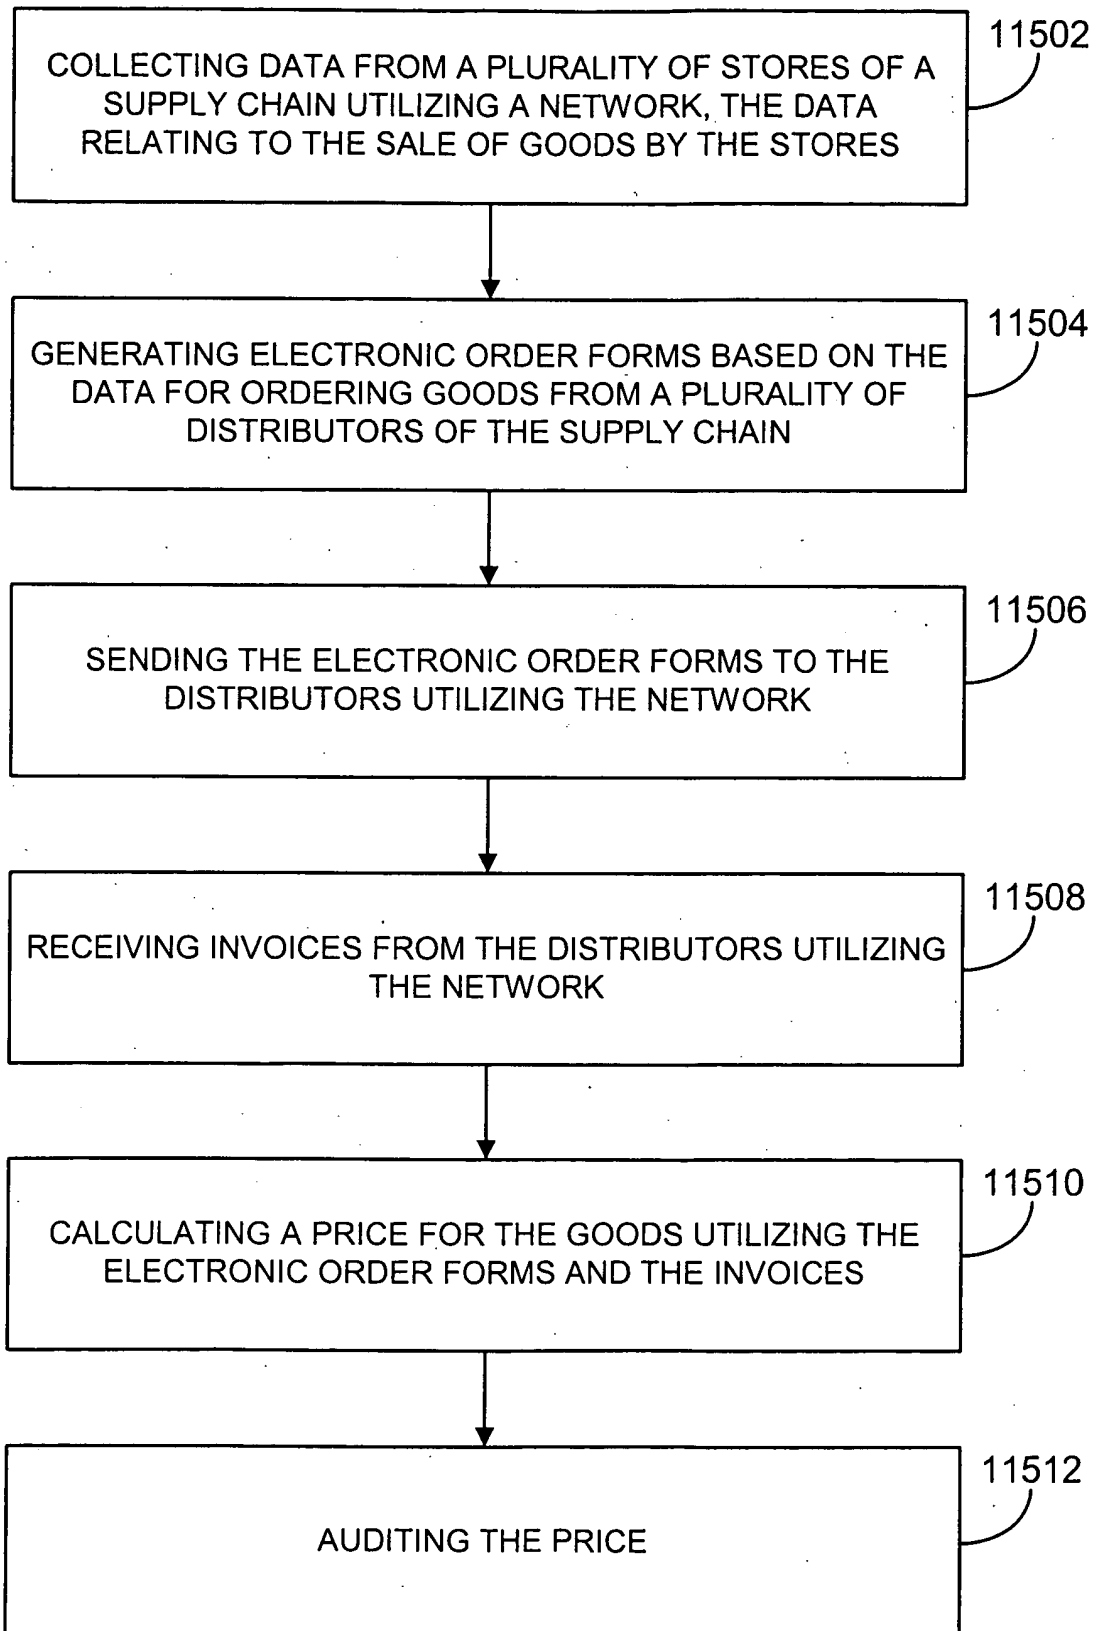 11502
COLLECTING DATA FROM A PLURALITY OF STORES OF A
SUPPLY CHAIN UTILIZING A NETWORK, THE DATA
RELATING TO THE SALE OF GOODS BY THE STORES
11504
GENERATING ELECTRONIC ORDER FORMS BASED ON THE
DATA FOR ORDERING GOODS FROM A PLURALITY OF
DISTRIBUTORS OF THE SUPPLY CHAIN
11506
SENDING THE ELECTRONIC ORDER FORMS TO THE
DISTRIBUTORS UTILIZING THE NETWORK
11508
RECEIVING INVOICES FROM THE DISTRIBUTORS UTILIZING
THE NETWORK
11510
CALCULATING A PRICE FOR THE GOODS UTILIZING THE
ELECTRONIC ORDER FORMS AND THE INVOICES
11512
AUDITING THE PRICE